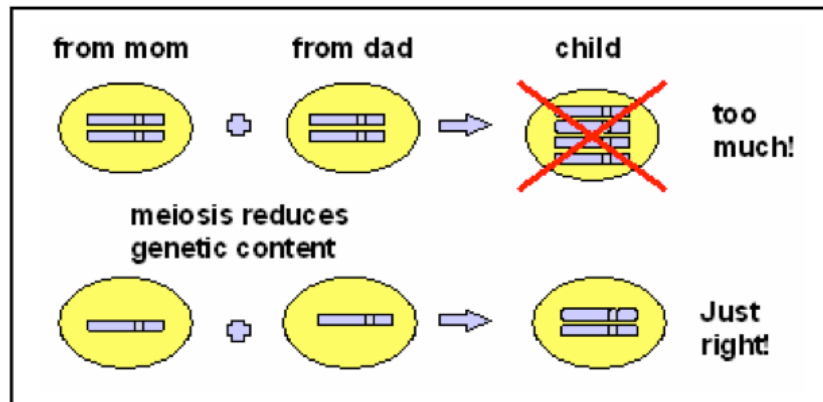 from mom
from dad
child
too
much!
meiosis reduces
genetic content
Just
right!